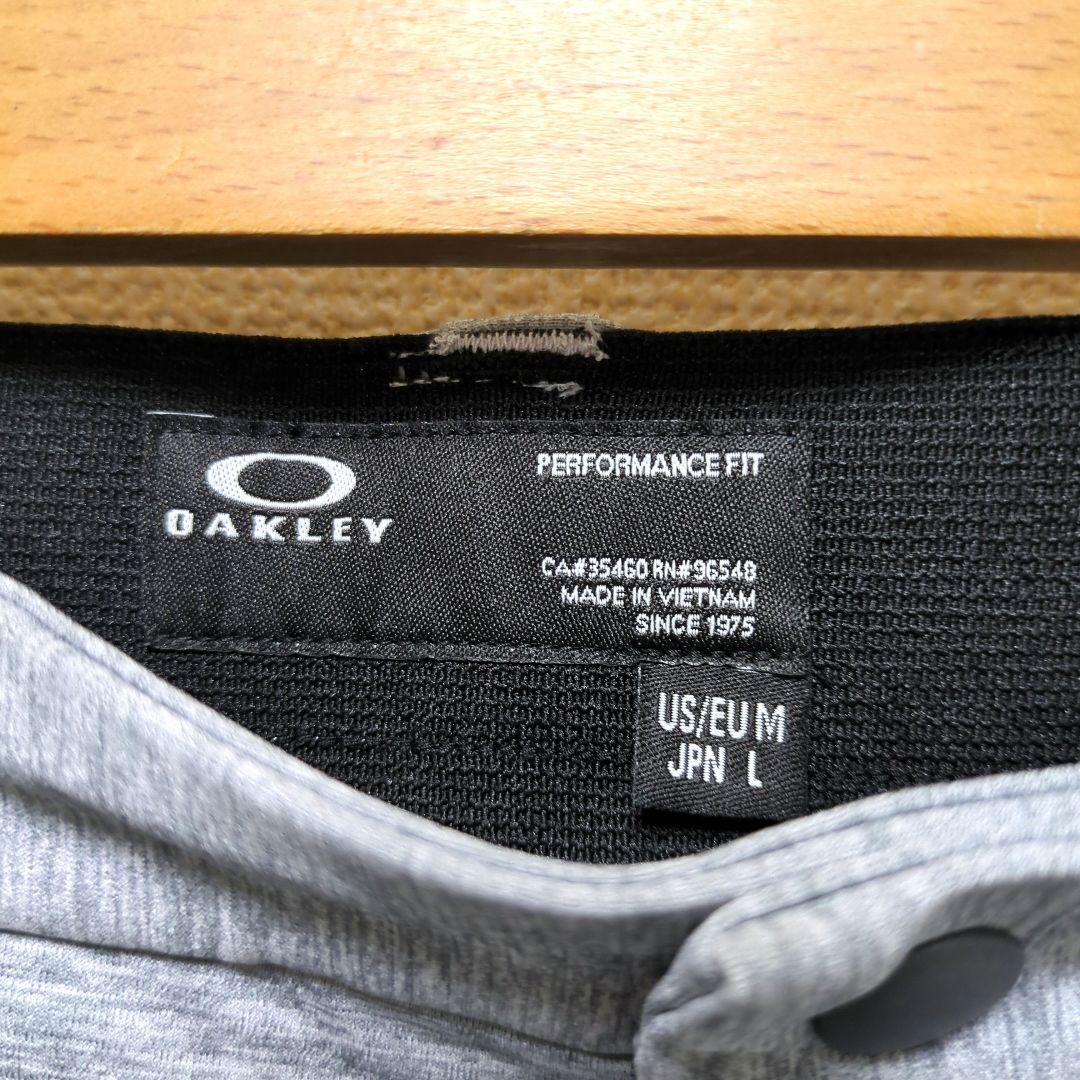 OAKLEY
PERFORMANCE FIT
CA#35460 RN#96548
MADE IN VIETNAM
SINCE 1975
US/EU M
JPN L